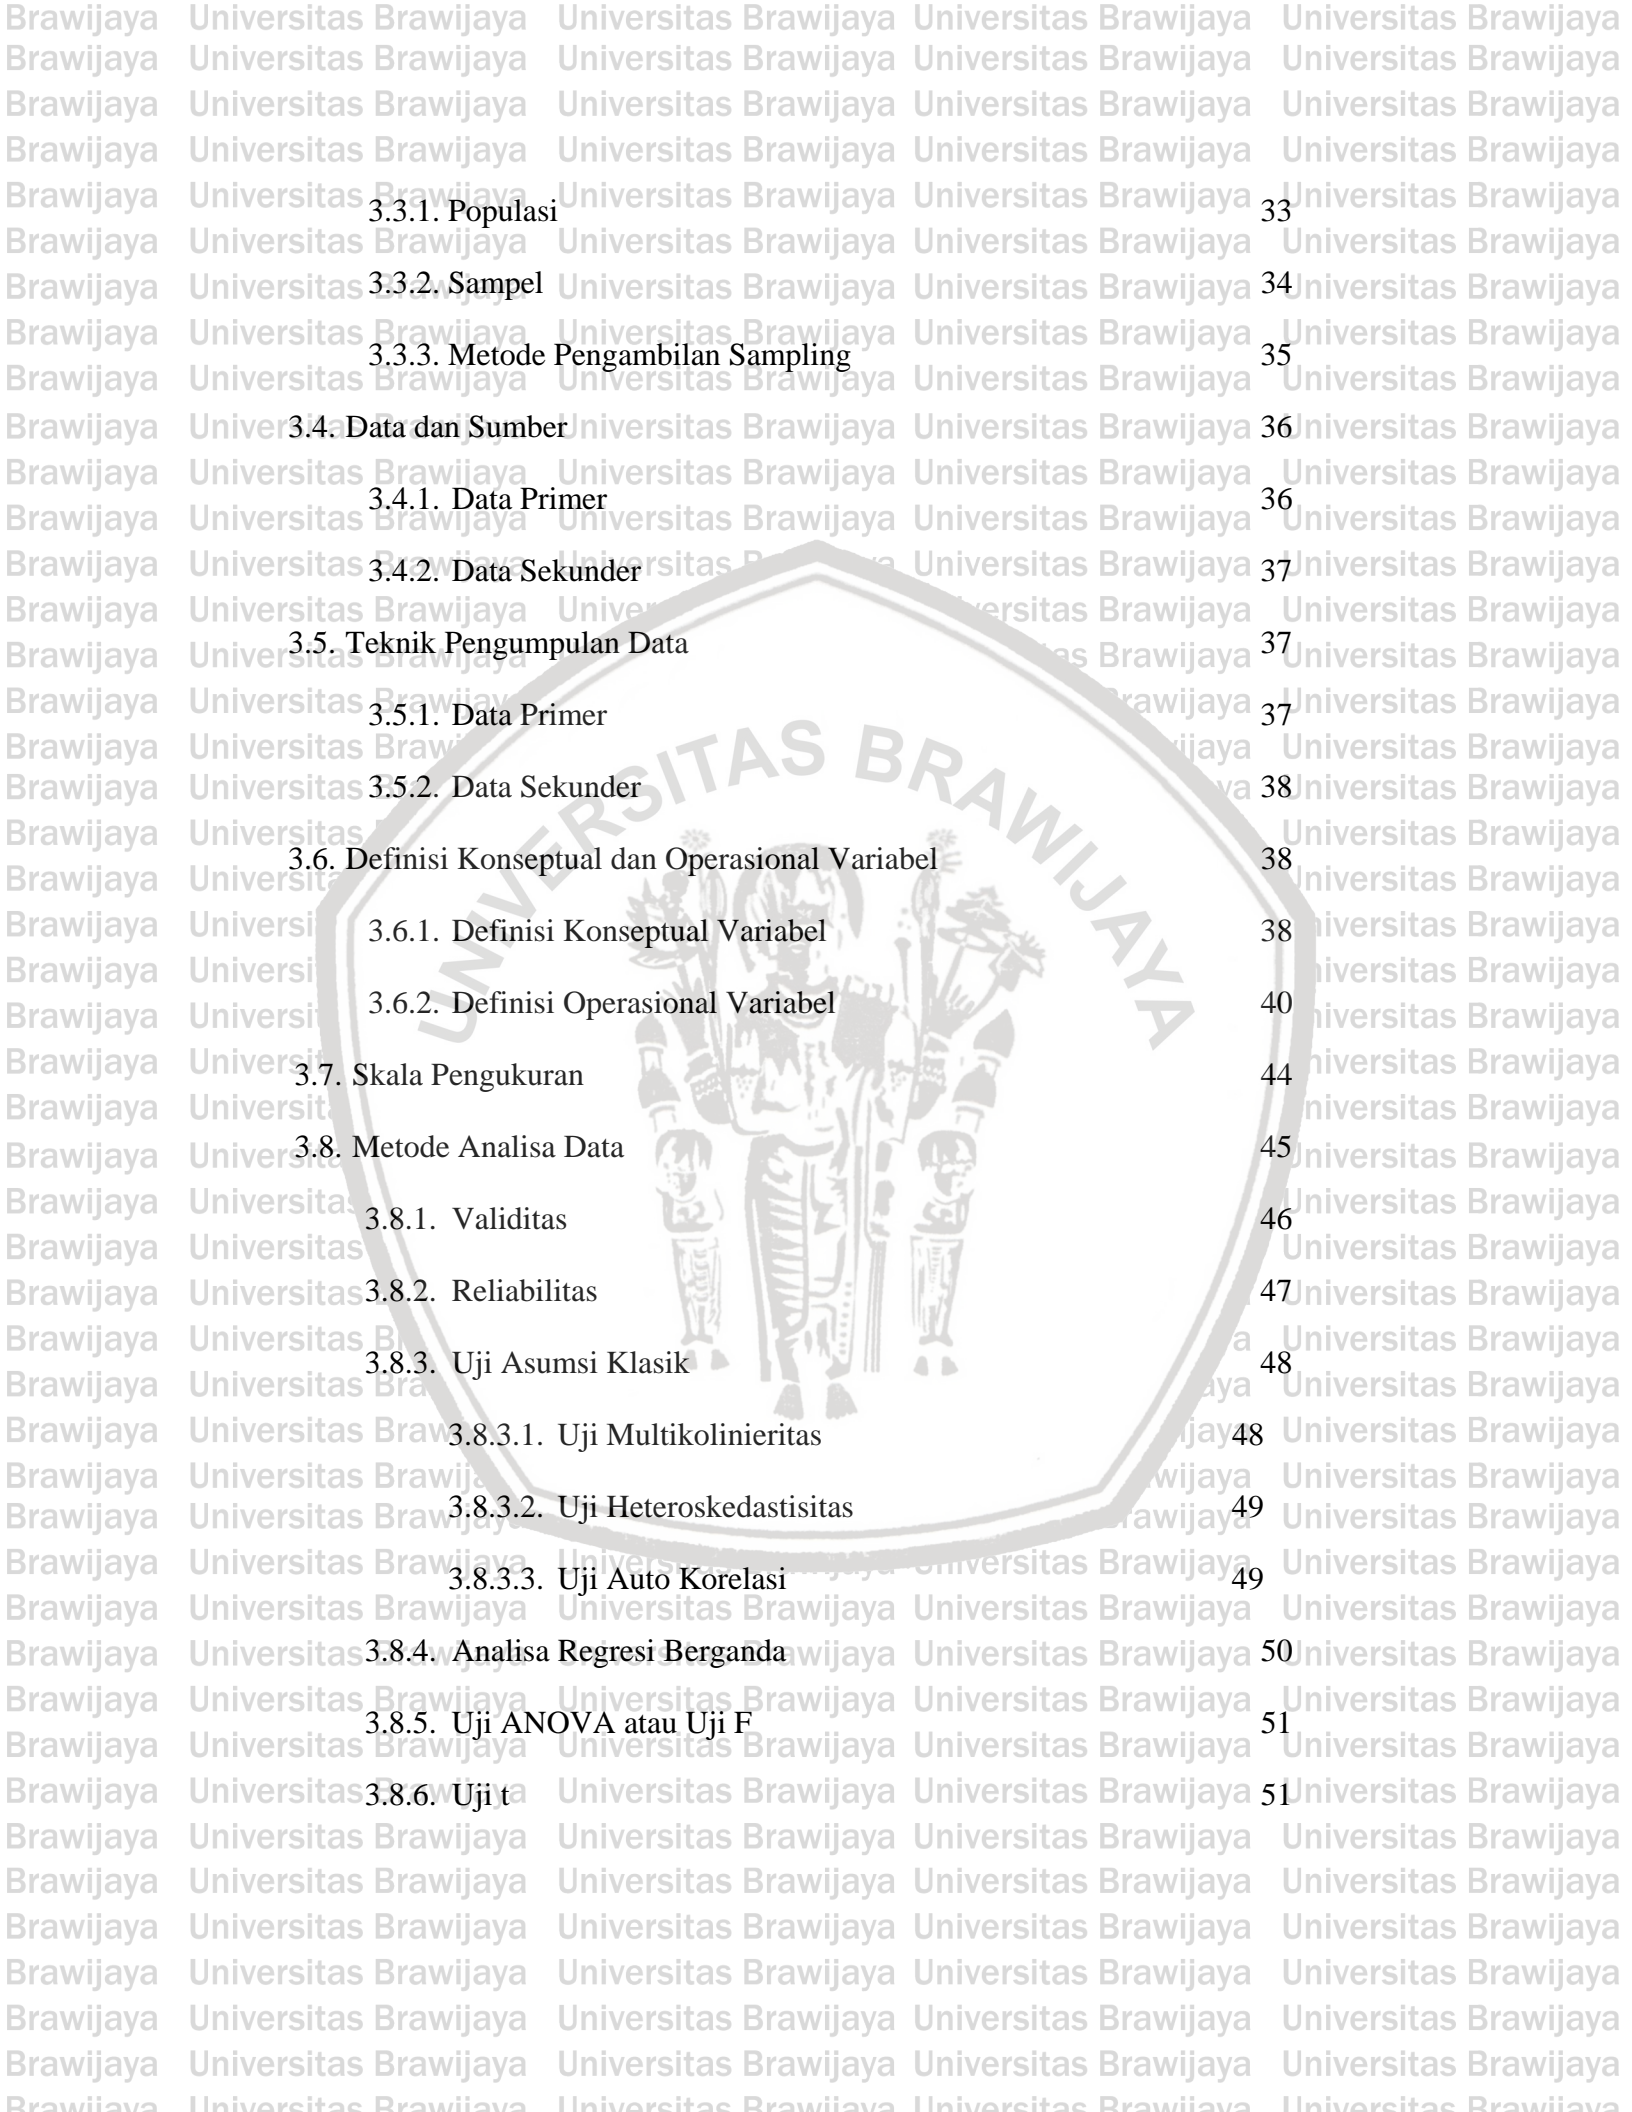 3.3.1. Populasi 33
3.3.2. Sampel 34
3.3.3. Metode Pengambilan Sampling 35
3.4. Data dan Sumber 36
3.4.1. Data Primer 36
3.4.2. Data Sekunder 37
3.5. Teknik Pengumpulan Data 37
3.5.1. Data Primer 37
3.5.2. Data Sekunder 38
UNIVERSITAS BRAWIJAYA
3.6. Definisi Konseptual dan Operasional Variabel 38
3.6.1. Definisi Konseptual Variabel 38
3.6.2. Definisi Operasional Variabel 40
3.7. Skala Pengukuran 44
3.8. Metode Analisa Data 45
3.8.1. Validitas 46
3.8.2. Reliabilitas 47
3.8.3. Uji Asumsi Klasik 48
3.8.3.1. Uji Multikolinieritas 48
3.8.3.2. Uji Heteroskedastisitas 49
3.8.3.3. Uji Auto Korelasi 49
3.8.4. Analisa Regresi Berganda 50
3.8.5. Uji ANOVA atau Uji F 51
3.8.6. Uji t 51